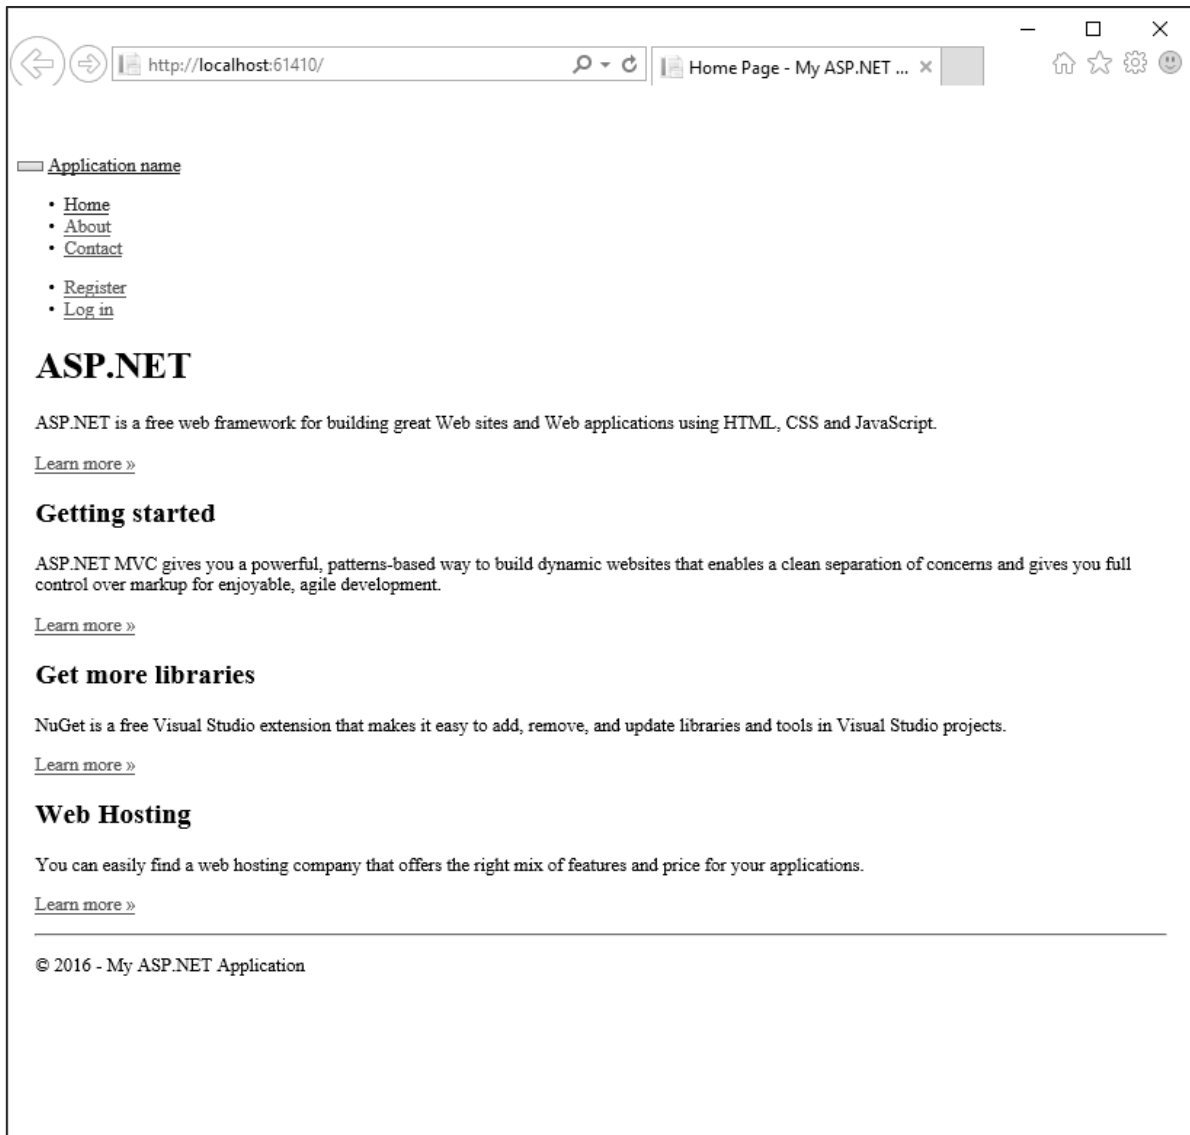 http://localhost:61410/
Home Page - My ASP.NET ...
Application name
• Home
• About
• Contact
• Register
• Log in
ASP.NET
ASP.NET is a free web framework for building great Web sites and Web applications using HTML, CSS and JavaScript.
Learn more »
Getting started
ASP.NET MVC gives you a powerful, patterns-based way to build dynamic websites that enables a clean separation of concerns and gives you full
control over markup for enjoyable, agile development.
Learn more »
Get more libraries
NuGet is a free Visual Studio extension that makes it easy to add, remove, and update libraries and tools in Visual Studio projects.
Learn more »
Web Hosting
You can easily find a web hosting company that offers the right mix of features and price for your applications.
Learn more »
© 2016 - My ASP.NET Application